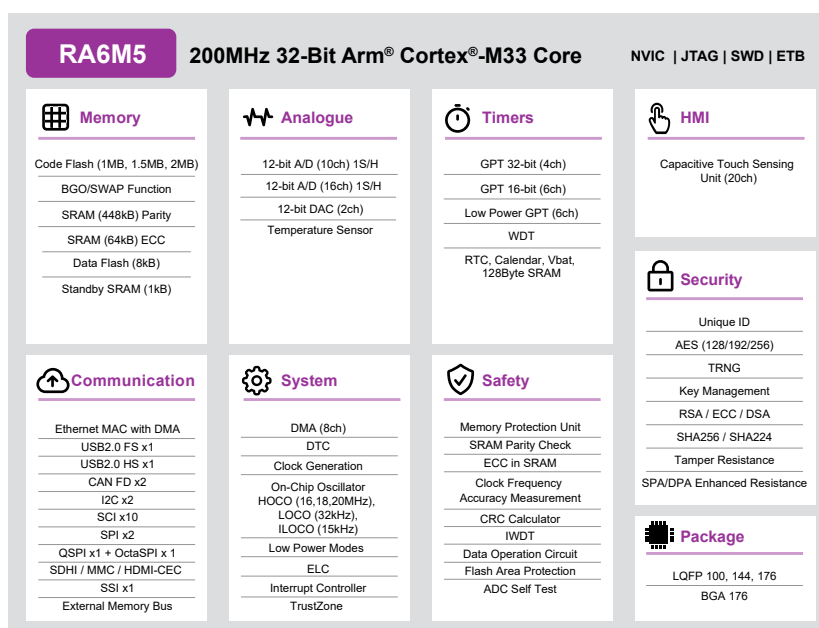 RA6M5
200MHz 32-Bit Arm® Cortex®-M33 Core
NVIC | JTAG | SWD | ETB
Memory
Code Flash (1MB, 1.5MB, 2MB)
BGO/SWAP Function
SRAM (448kB) Parity
SRAM (64kB) ECC
Data Flash (8kB)
Standby SRAM (1kB)
Analogue
12-bit A/D (10ch) 1S/H
12-bit A/D (16ch) 1S/H
12-bit DAC (2ch)
Temperature Sensor
Timers
GPT 32-bit (4ch)
GPT 16-bit (6ch)
Low Power GPT (6ch)
WDT
RTC, Calendar, Vbat,
128Byte SRAM
HMI
Capacitive Touch Sensing
Unit (20ch)
Security
Unique ID
AES (128/192/256)
TRNG
Key Management
RSA / ECC / DSA
SHA256 / SHA224
Tamper Resistance
SPA/DPA Enhanced Resistance
Communication
Ethernet MAC with DMA
USB2.0 FS x1
USB2.0 HS x1
CAN FD x2
I2C x2
SCI x10
SPI x2
QSPI x1 + OctaSPI x 1
SDHI / MMC / HDMI-CEC
SSI x1
External Memory Bus
System
DMA (8ch)
DTC
Clock Generation
On-Chip Oscillator
HOCO (16,18,20MHz),
LOCO (32kHz),
ILOCO (15kHz)
Low Power Modes
ELC
Interrupt Controller
TrustZone
Safety
Memory Protection Unit
SRAM Parity Check
ECC in SRAM
Clock Frequency
Accuracy Measurement
CRC Calculator
IWDT
Data Operation Circuit
Flash Area Protection
ADC Self Test
Package
LQFP 100, 144, 176
BGA 176